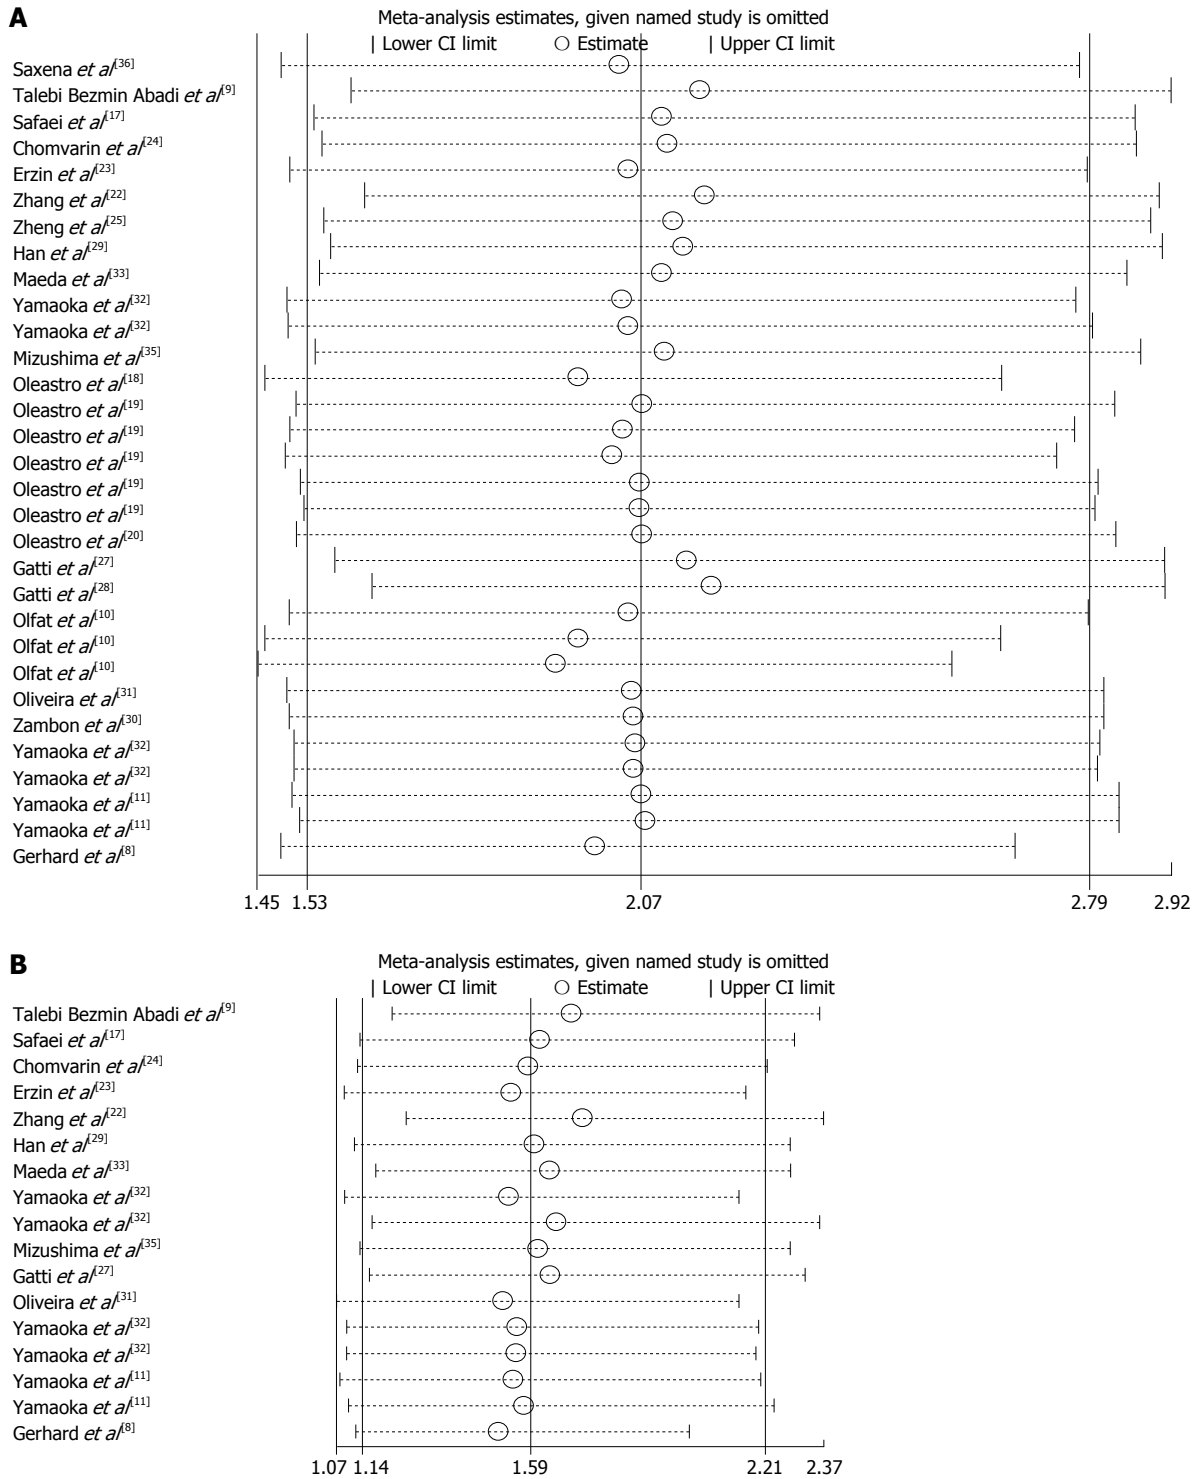 A
Meta-analysis estimates, given named study is omitted
| Lower CI limit ○ Estimate | Upper CI limit
Saxena et al[36]
Talebi Bezmin Abadi et al[9]
Safaei et al[17]
Chomvarin et al[24]
Erzin et al[23]
Zhang et al[22]
Zheng et al[25]
Han et al[29]
Maeda et al[33]
Yamaoka et al[32]
Yamaoka et al[32]
Mizushima et al[35]
Oleastro et al[18]
Oleastro et al[19]
Oleastro et al[19]
Oleastro et al[19]
Oleastro et al[19]
Oleastro et al[19]
Oleastro et al[20]
Gatti et al[27]
Gatti et al[28]
Olfat et al[10]
Olfat et al[10]
Olfat et al[10]
Oliveira et al[31]
Zambon et al[30]
Yamaoka et al[32]
Yamaoka et al[32]
Yamaoka et al[11]
Yamaoka et al[11]
Gerhard et al[8]
1.45 1.53 2.07 2.79 2.92
B
Meta-analysis estimates, given named study is omitted
| Lower CI limit ○ Estimate | Upper CI limit
Talebi Bezmin Abadi et al[9]
Safaei et al[17]
Chomvarin et al[24]
Erzin et al[23]
Zhang et al[22]
Han et al[29]
Maeda et al[33]
Yamaoka et al[32]
Yamaoka et al[32]
Mizushima et al[35]
Gatti et al[27]
Oliveira et al[31]
Yamaoka et al[32]
Yamaoka et al[32]
Yamaoka et al[11]
Yamaoka et al[11]
Gerhard et al[8]
1.07 1.14 1.59 2.21 2.37